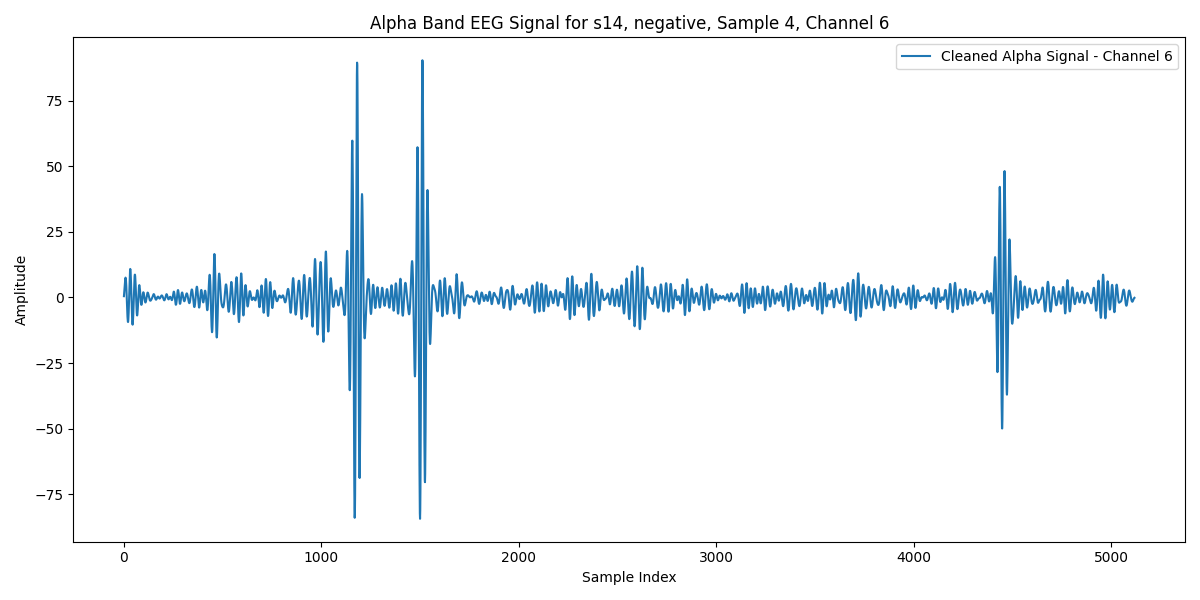 Alpha Band EEG Signal for s14, negative, Sample 4, Channel 6
Cleaned Alpha Signal - Channel 6
75
50
25
0
−25
−50
−75
Amplitude
0 1000 2000 3000 4000 5000
Sample Index